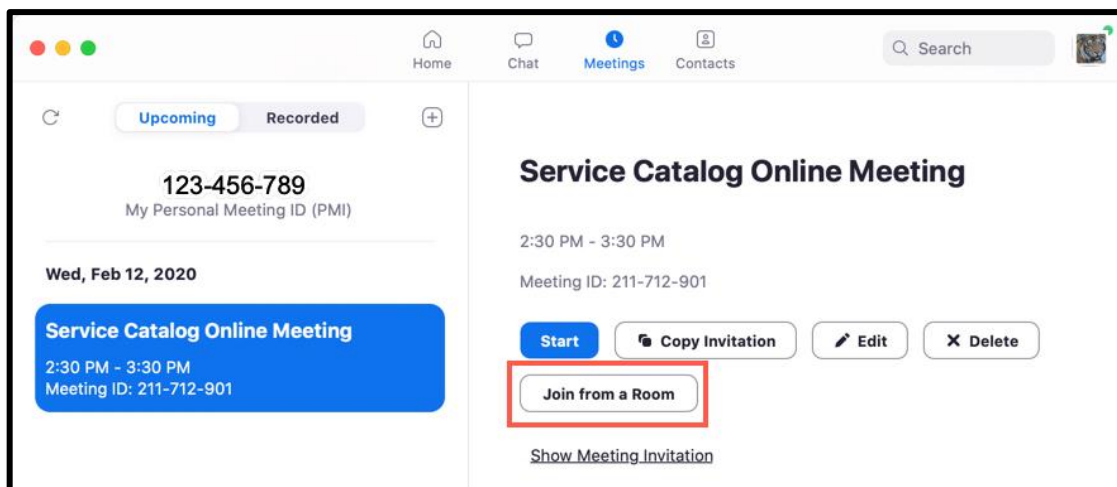 Home
Chat
Meetings
Contacts
Search
Upcoming
Recorded
123-456-789
My Personal Meeting ID (PMI)
Wed, Feb 12, 2020
Service Catalog Online Meeting
2:30 PM - 3:30 PM
Meeting ID: 211-712-901
Service Catalog Online Meeting
2:30 PM - 3:30 PM
Meeting ID: 211-712-901
Start
Copy Invitation
Edit
Delete
Join from a Room
Show Meeting Invitation